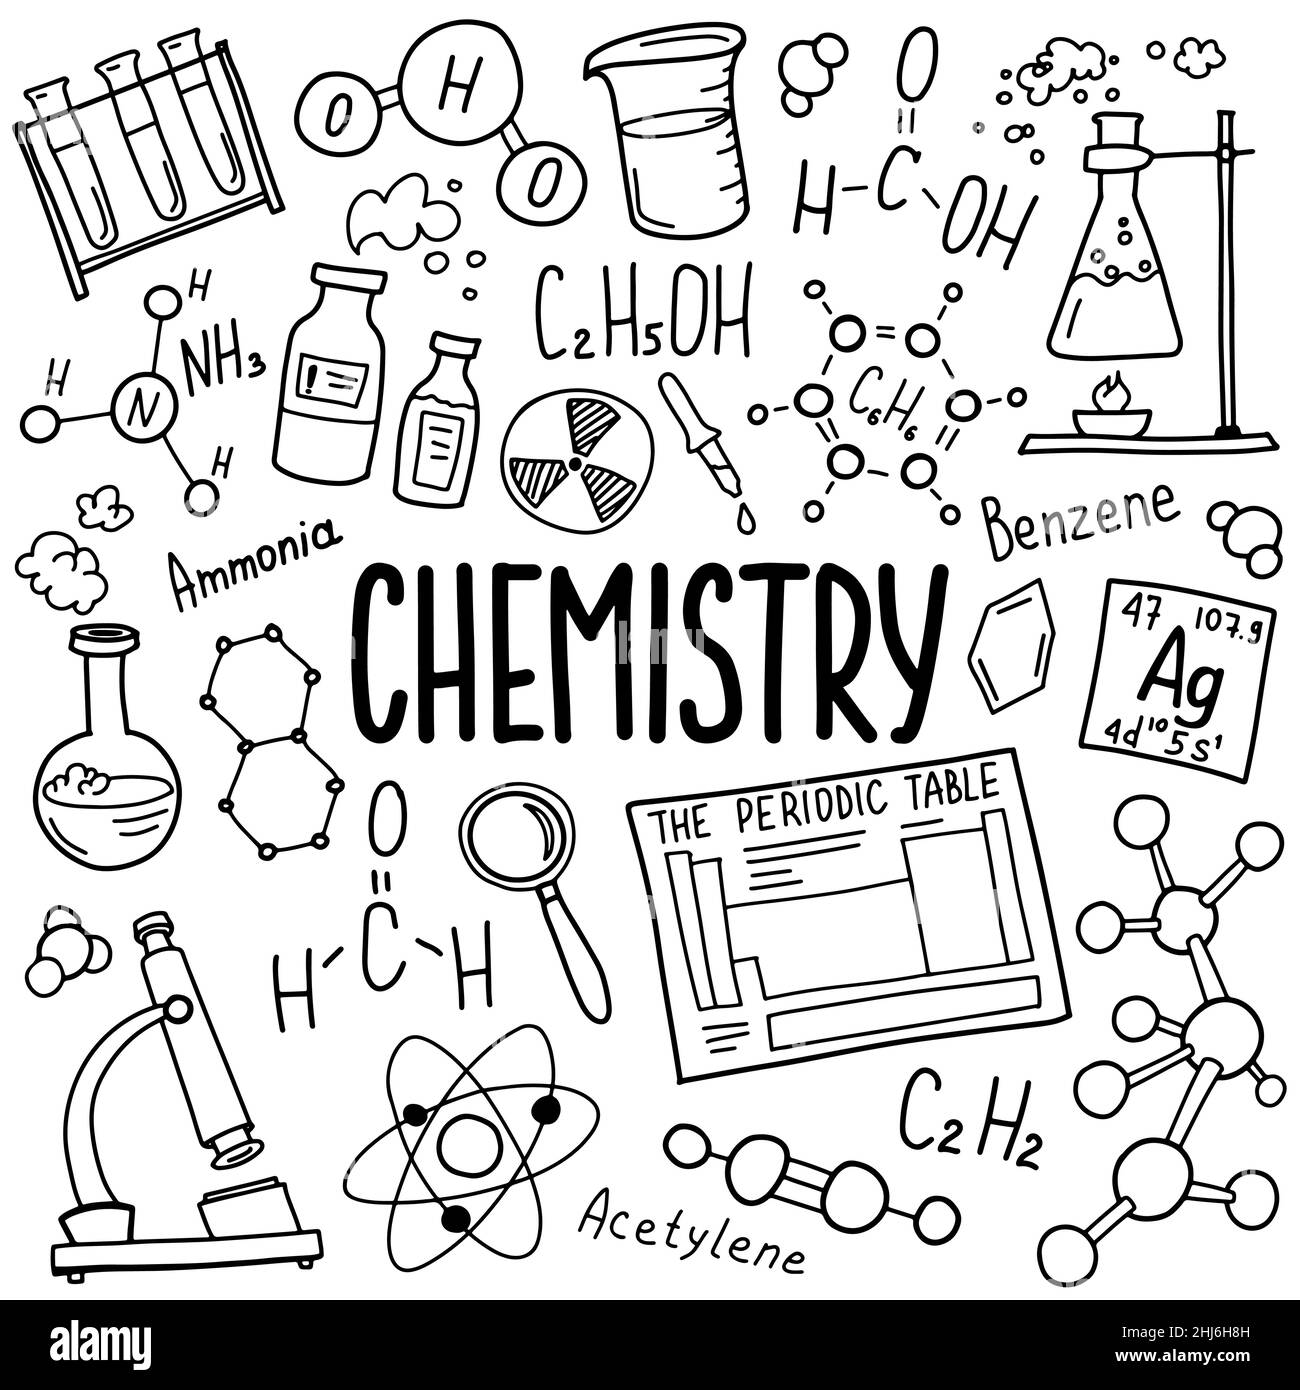 H
O
O
O
H
C
OH
H
NH3
H
N
H
C2H5OH
C6H6
Ammonia
Benzene
CHEMISTRY
47 107.9
Ag
4d10 5s1
O
H C H
THE PERIODIC TABLE
C2H2
Acetylene
alamy
Image ID: 2HJ6H8H
www.alamy.com